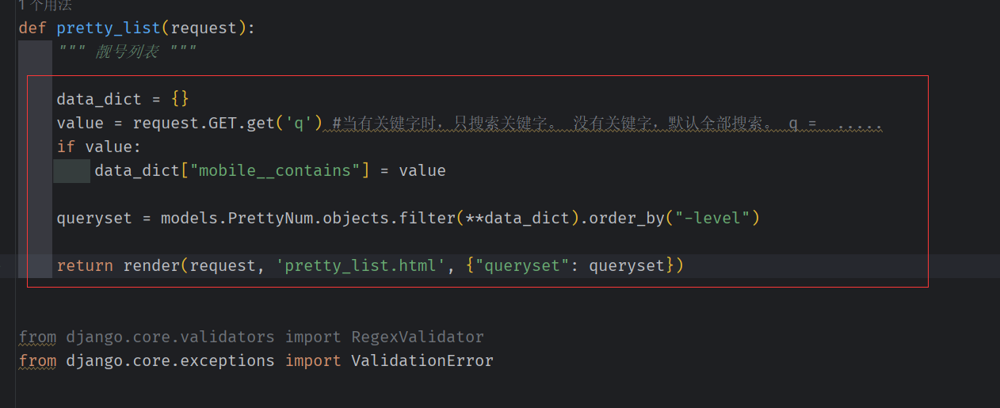 1 个用法
def pretty_list(request):
""" 靓号列表 """
data_dict = {}
value = request.GET.get('q') #当有关键字时，只搜索关键字。 没有关键字，默认全部搜索。 q =  .....
if value:
data_dict["mobile__contains"] = value
queryset = models.PrettyNum.objects.filter(**data_dict).order_by("-level")
return render(request, 'pretty_list.html', {"queryset": queryset})
from django.core.validators import RegexValidator
from django.core.exceptions import ValidationError